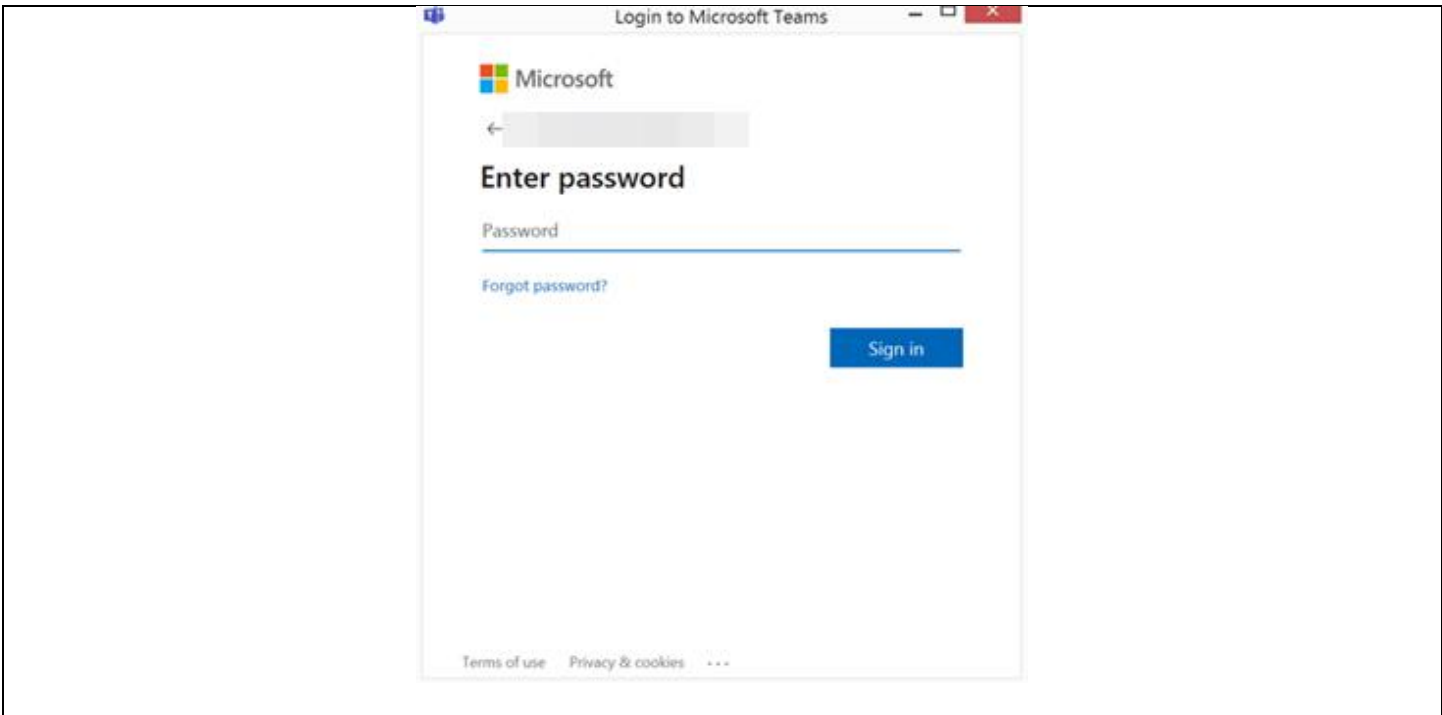 Login to Microsoft Teams
Microsoft
Enter password
Password
Forgot password?
Sign in
Terms of use Privacy & cookies ...